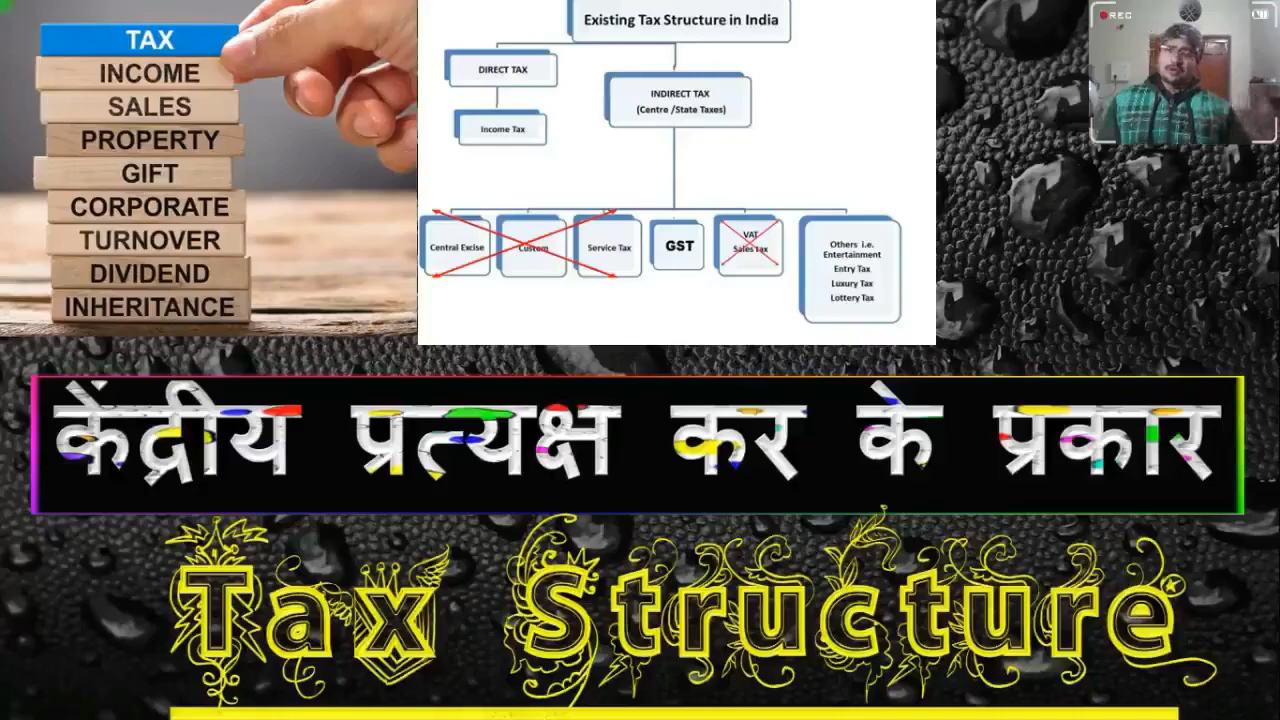 TAX
INCOME
SALES
PROPERTY
GIFT
CORPORATE
TURNOVER
DIVIDEND
INHERITANCE
Existing Tax Structure in India
DIRECT TAX
Income Tax
INDIRECT TAX
(Centre /State Taxes)
Central Excise
Custom
Service Tax
GST
VAT
Sales Tax
Others i.e.
Entertainment
Entry Tax
Luxury Tax
Lottery Tax
REC
केंद्रीय प्रत्यक्ष कर के प्रकार
Tax Structure